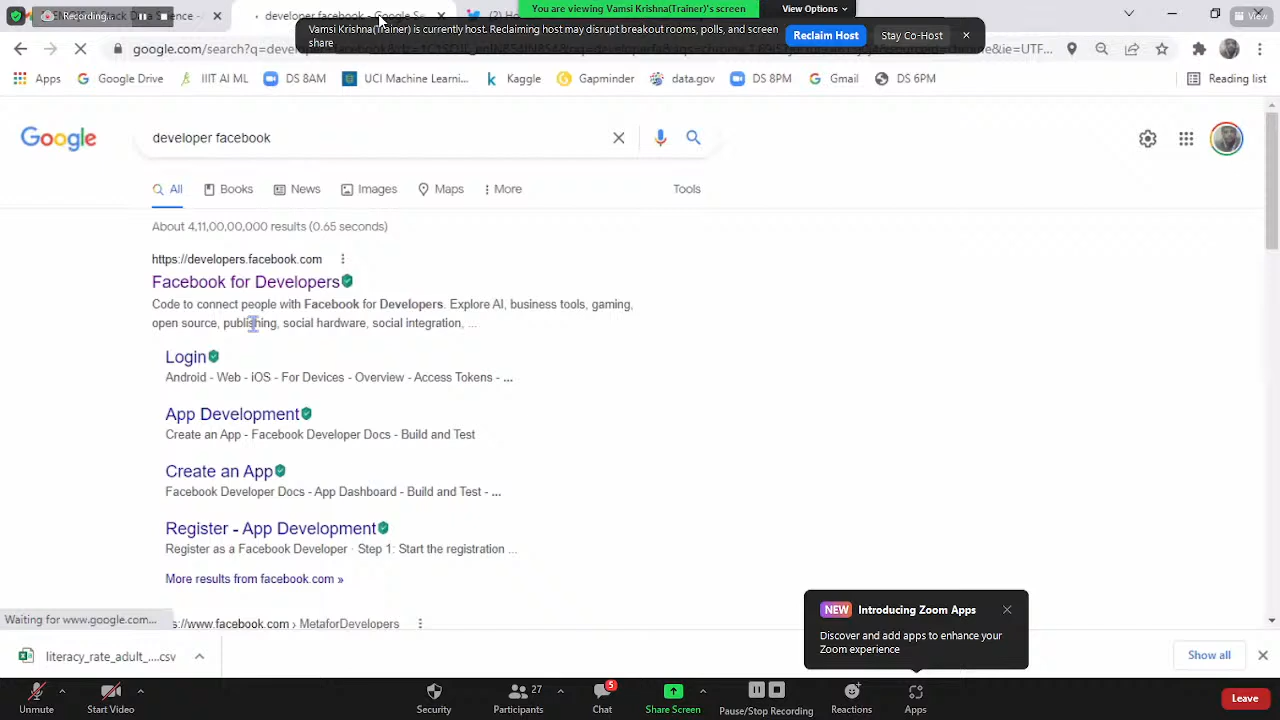 Recording...
Data Science -
developer facebook - Google Se
(2) Ho
You are viewing Vamsi Krishna(Trainer)'s screen
View Options
View
Vamsi Krishna(Trainer) is currently host. Reclaiming host may disrupt breakout rooms, polls, and screen
share
Reclaim Host
Stay Co-Host
google.com/search?q=develop
Apps
Google Drive
IIIT AI ML
DS 8AM
UCI Machine Learni...
Kaggle
Gapminder
data.gov
DS 8PM
Gmail
DS 6PM
Reading list
Google
developer facebook
All
Books
News
Images
Maps
More
Tools
About 4,11,00,00,000 results (0.65 seconds)
https://developers.facebook.com
Facebook for Developers
Code to connect people with Facebook for Developers. Explore AI, business tools, gaming,
open source, publishing, social hardware, social integration, ...
Login
Android - Web - iOS - For Devices - Overview - Access Tokens - ...
App Development
Create an App - Facebook Developer Docs - Build and Test
Create an App
Facebook Developer Docs - App Dashboard - Build and Test - ...
Register - App Development
Register as a Facebook Developer · Step 1: Start the registration ...
More results from facebook.com »
Waiting for www.google.com...
s://www.facebook.com › MetaforDevelopers
NEW Introducing Zoom Apps
Discover and add apps to enhance your
Zoom experience
literacy_rate_adult_....csv
Show all
Unmute
Start Video
Security
27
Participants
5
Chat
Share Screen
Pause/Stop Recording
Reactions
Apps
Leave